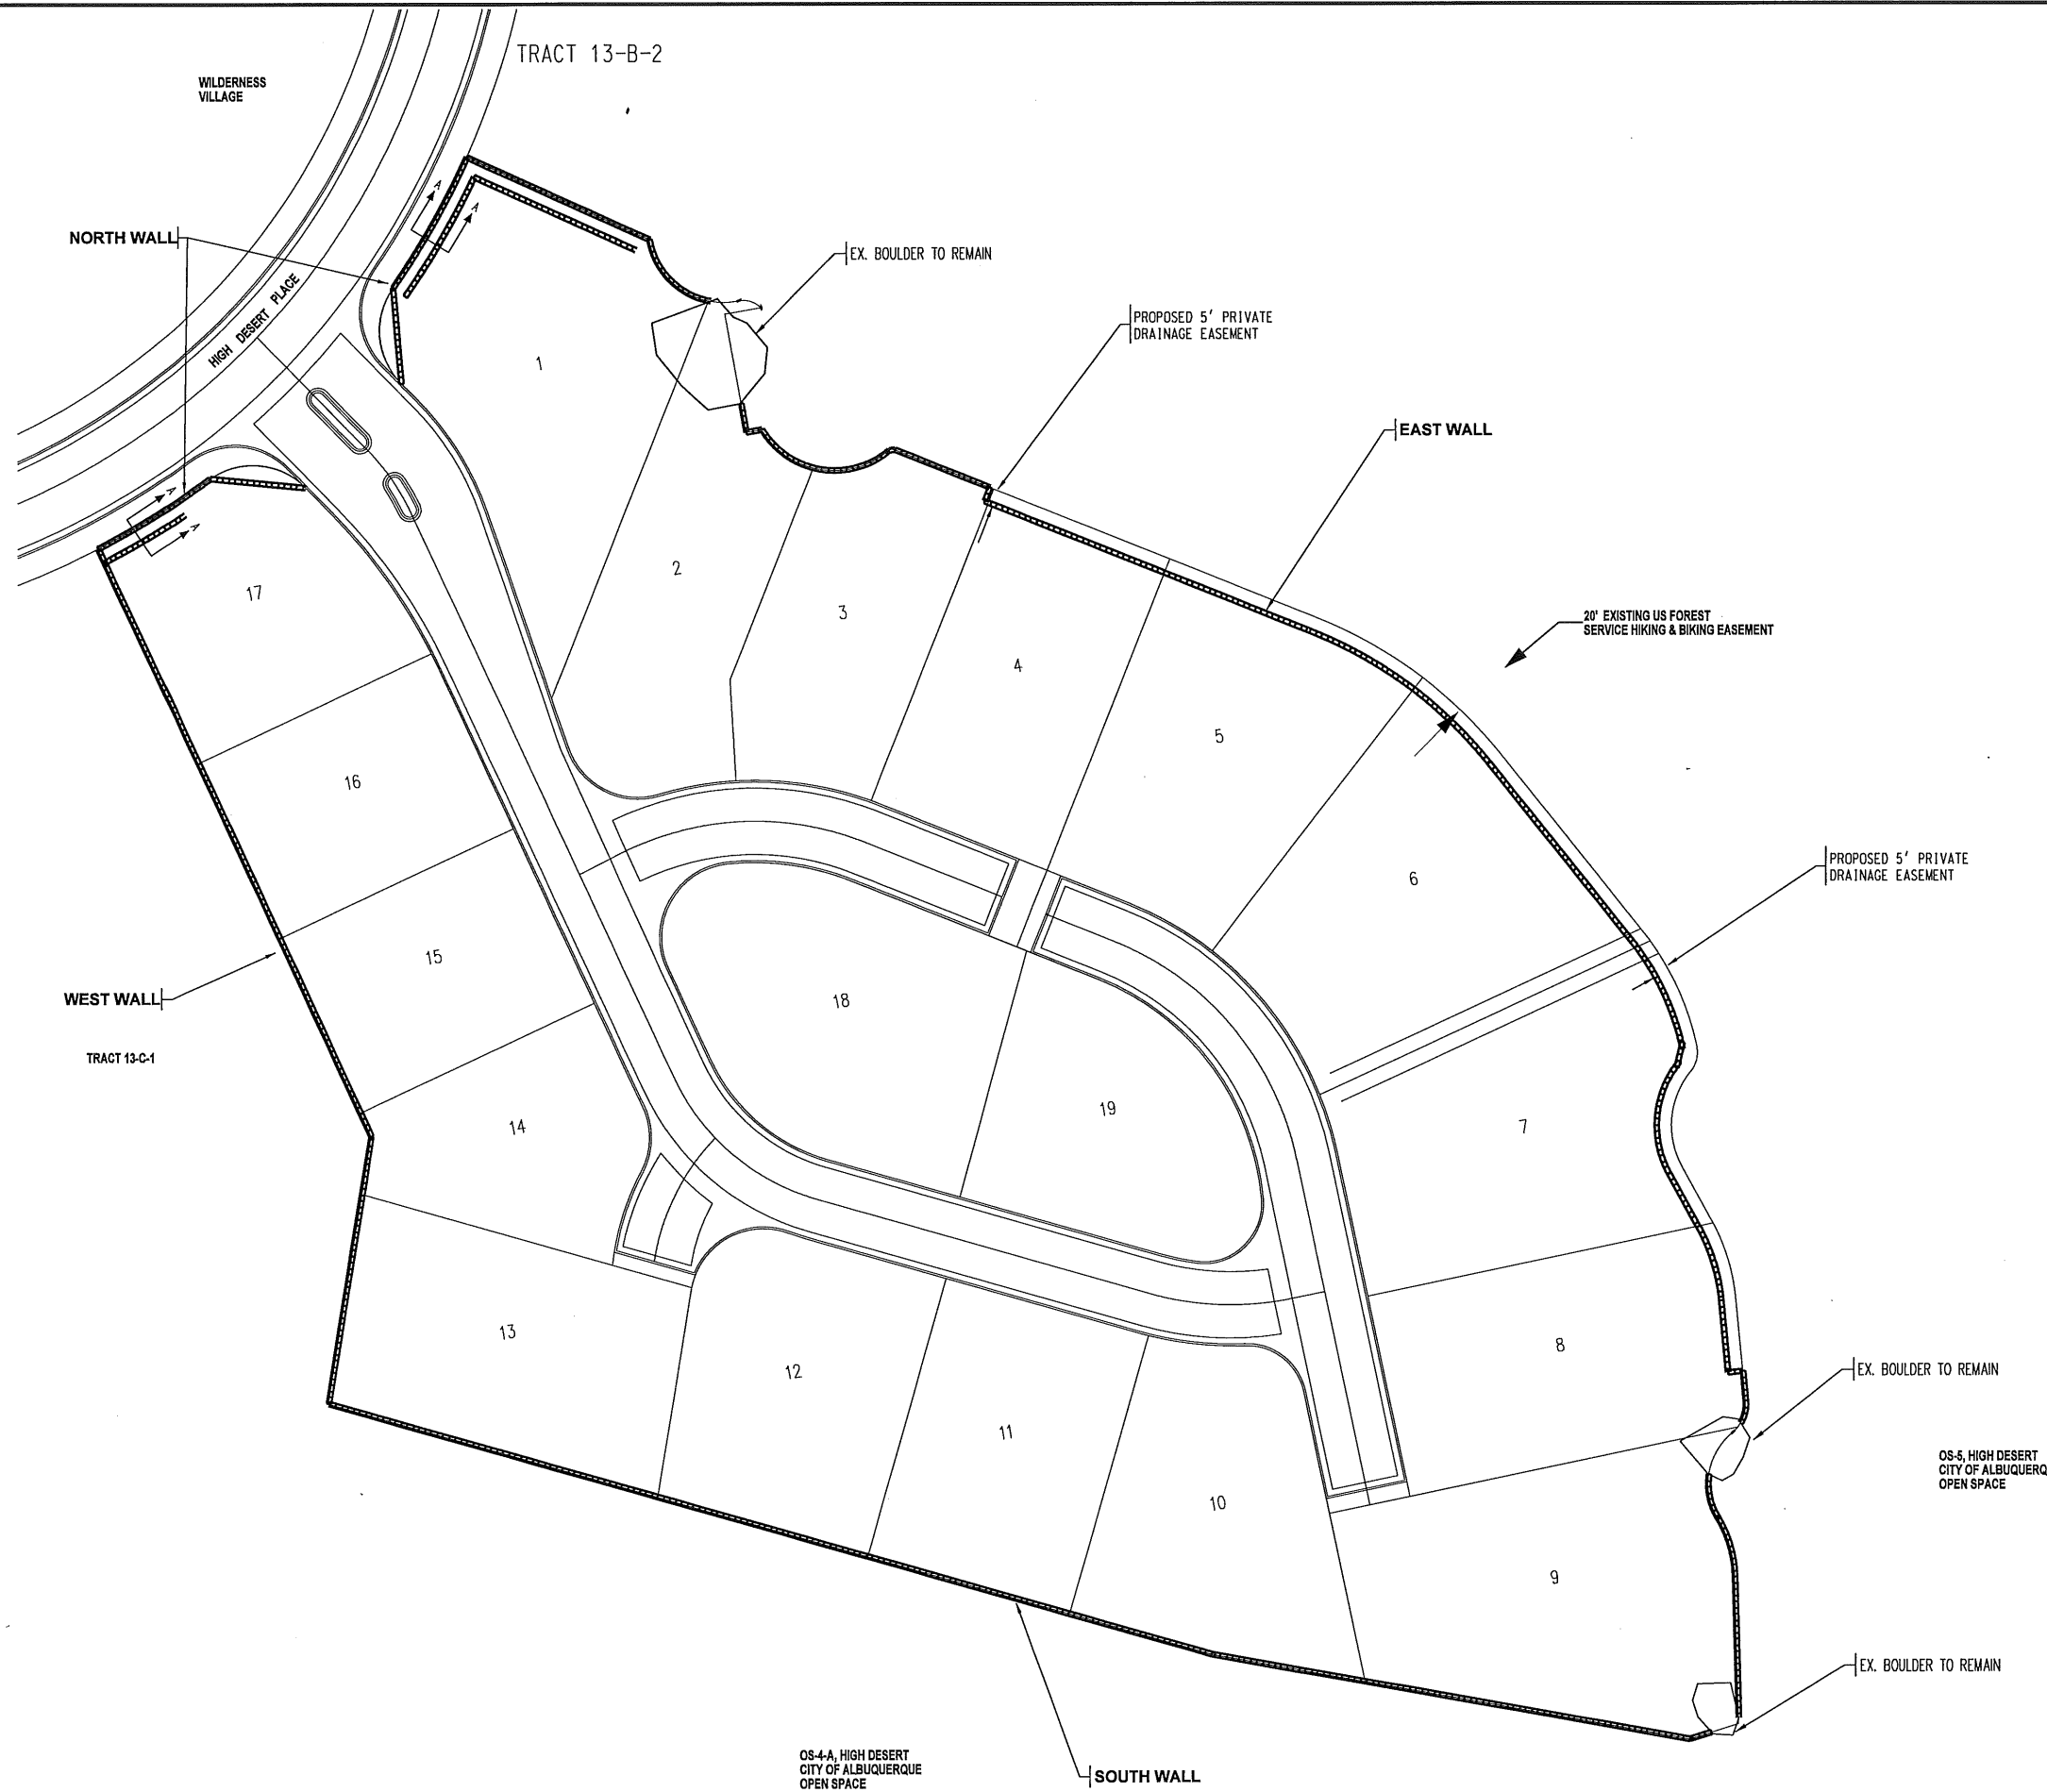 TRACT 13-B-2
WILDERNESS
VILLAGE
A
A
NORTH WALL
EX. BOULDER TO REMAIN
HIGH DESERT PLACE
PROPOSED 5' PRIVATE
DRAINAGE EASEMENT
1
EAST WALL
A
A
2
17
3
20' EXISTING US FOREST
SERVICE HIKING & BIKING EASEMENT
4
5
16
PROPOSED 5' PRIVATE
DRAINAGE EASEMENT
6
15
WEST WALL
18
TRACT 13-C-1
19
14
7
13
8
12
EX. BOULDER TO REMAIN
11
OS-5, HIGH DESERT
CITY OF ALBUQUERQ
OPEN SPACE
10
9
EX. BOULDER TO REMAIN
OS-4-A, HIGH DESERT
CITY OF ALBUQUERQUE
OPEN SPACE
SOUTH WALL